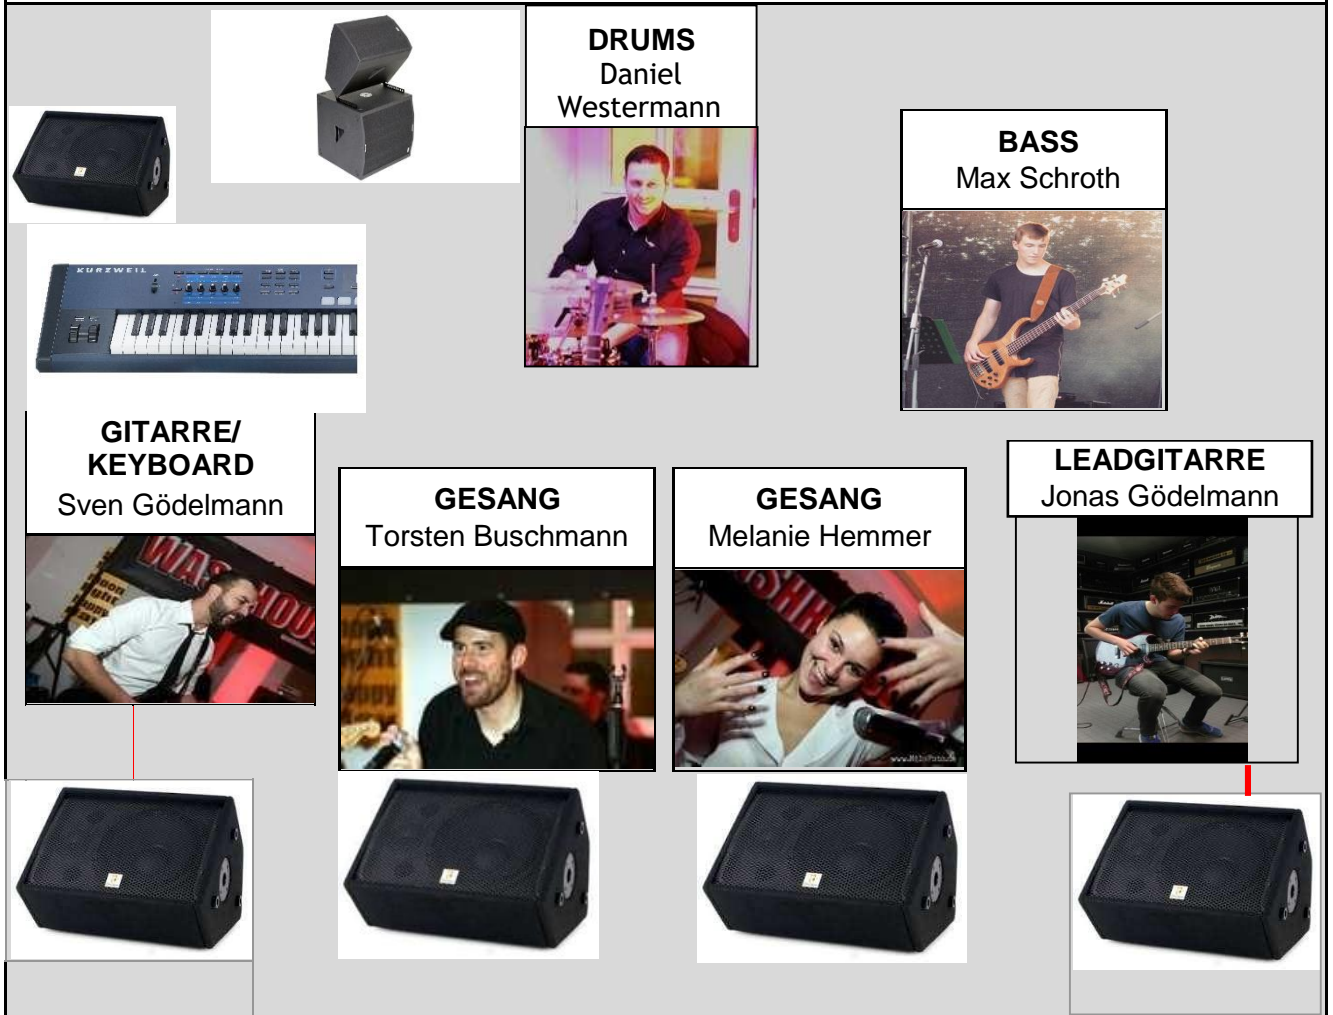 DRUMS
Daniel
Westermann
BASS
Max Schroth
KURZWEIL
GITARRE/
KEYBOARD
Sven Gödelmann
GESANG
Torsten Buschmann
GESANG
Melanie Hemmer
LEADGITARRE
Jonas Gödelmann